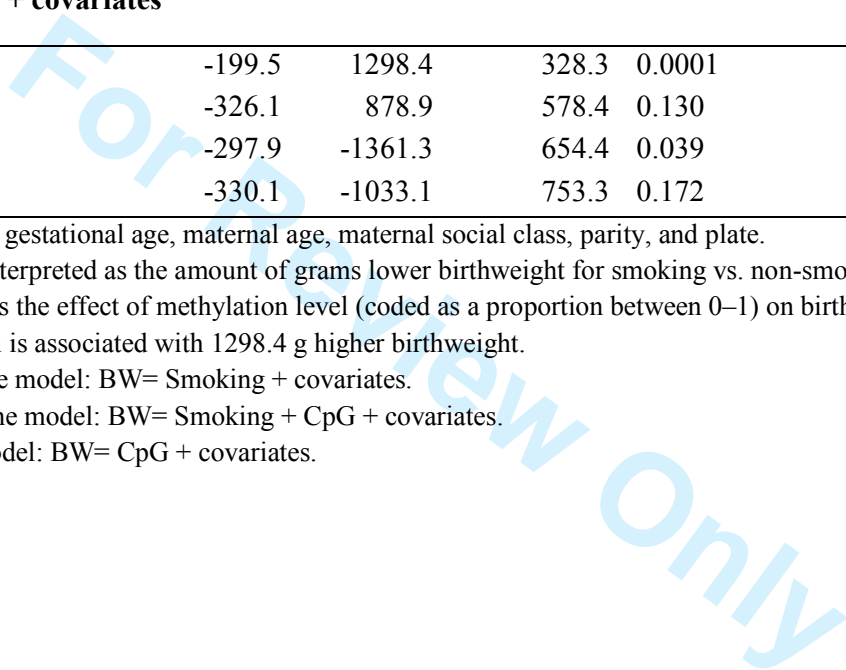 + covariates
-199.5 1298.4 328.3 0.0001
-326.1 878.9 578.4 0.130
-297.9 -1361.3 654.4 0.039
-330.1 -1033.1 753.3 0.172
gestational age, maternal age, maternal social class, parity, and plate.
terpreted as the amount of grams lower birthweight for smoking vs. non-smo
s the effect of methylation level (coded as a proportion between 0–1) on birth
is associated with 1298.4 g higher birthweight.
e model: BW= Smoking + covariates.
ne model: BW= Smoking + CpG + covariates.
odel: BW= CpG + covariates.
For Review Only